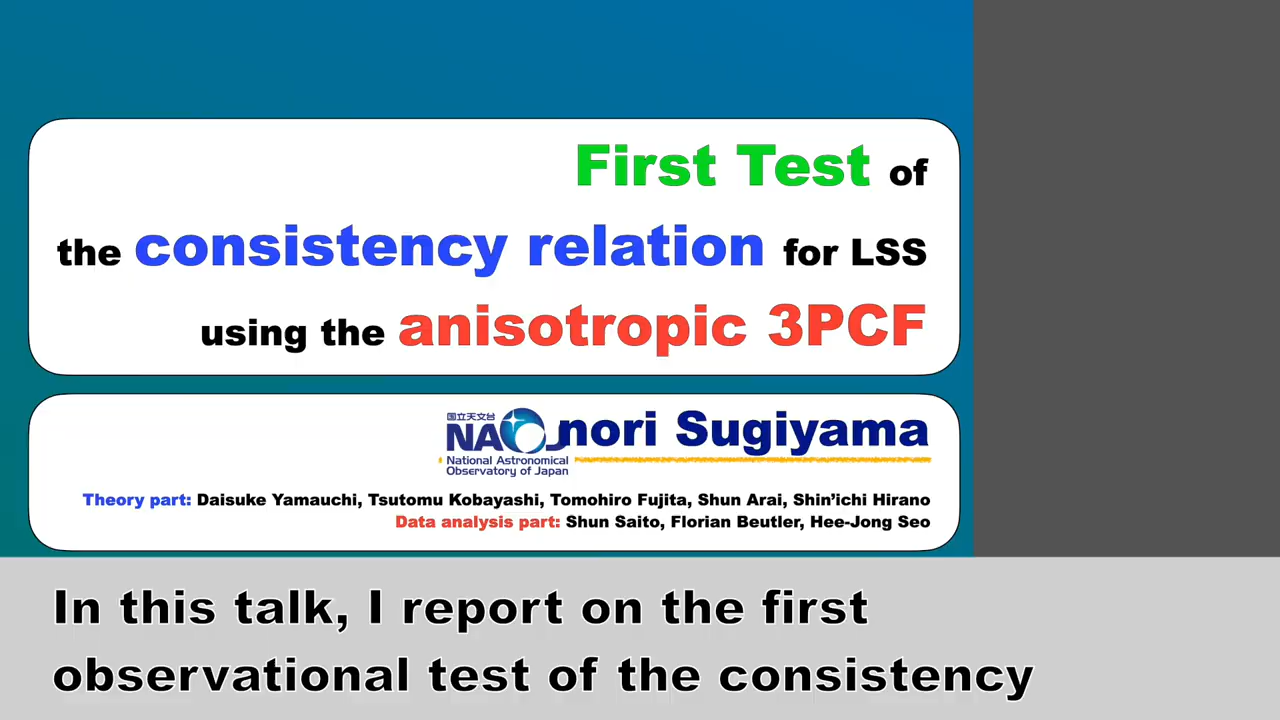 First Test of
the consistency relation for LSS
using the anisotropic 3PCF
国立天文台
NAOJ
nori Sugiyama
National Astronomical
Observatory of Japan
Theory part: Daisuke Yamauchi, Tsutomu Kobayashi, Tomohiro Fujita, Shun Arai, Shin’ichi Hirano
Data analysis part: Shun Saito, Florian Beutler, Hee-Jong Seo
In this talk, I report on the first
observational test of the consistency